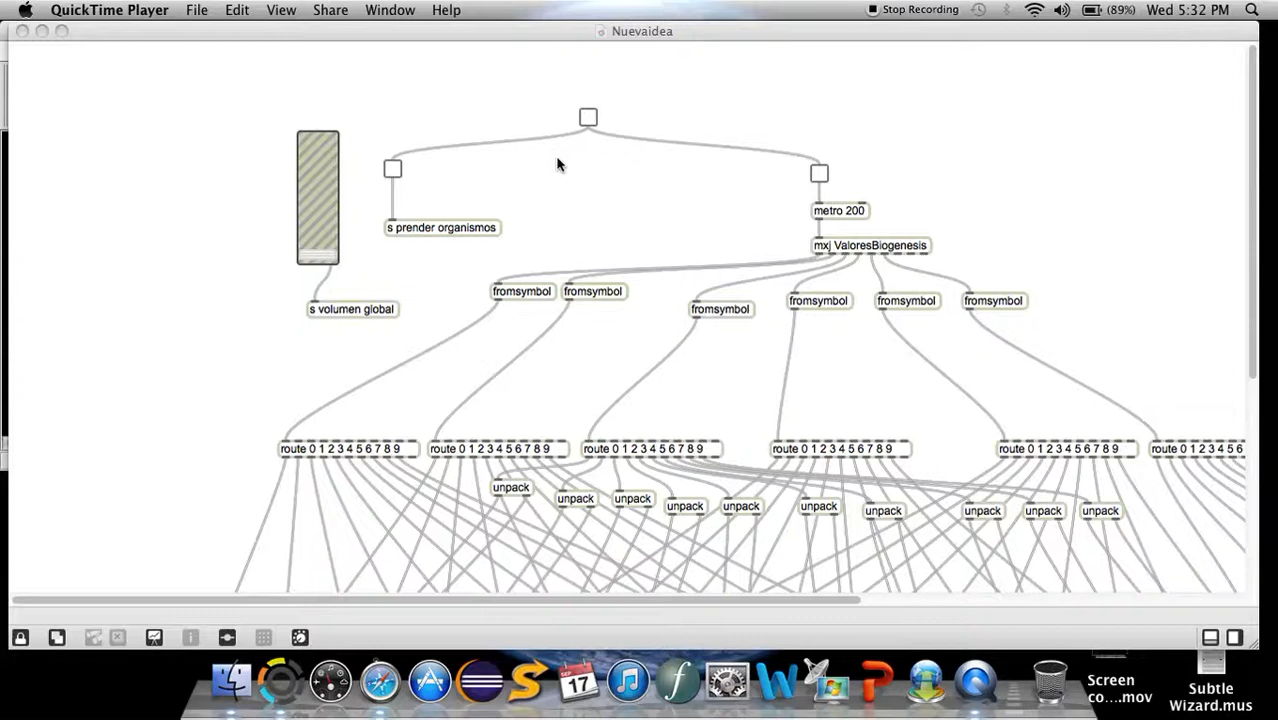 QuickTime Player File Edit View Share Window Help Stop Recording (89%) Wed 5:32 PM
Nuevaidea
s prender organismos
metro 200
mxj ValoresBiogenesis
s volumen global
fromsymbol fromsymbol fromsymbol fromsymbol fromsymbol fromsymbol
route 0 1 2 3 4 5 6 7 8 9 route 0 1 2 3 4 5 6 7 8 9 route 0 1 2 3 4 5 6 7 8 9 route 0 1 2 3 4 5 6 7 8 9 route 0 1 2 3 4 5 6 7 8 9 route 0 1 2 3 4 5 6
unpack unpack unpack unpack unpack unpack unpack unpack unpack unpack
SEP
17
Screen
co....mov
Subtle
Wizard.mus